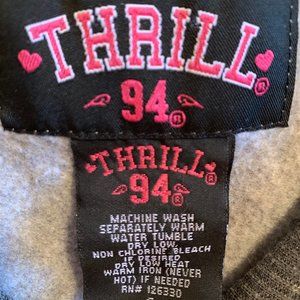 THRILL®
94®
THRILL®
94®
MACHINE WASH
SEPARATELY WARM
WATER TUMBLE
DRY LOW.
NON CHLORINE BLEACH
IF DESIRED
DRY LOW HEAT
WARM IRON (NEVER
HOT) IF NEEDED
RN# 126330